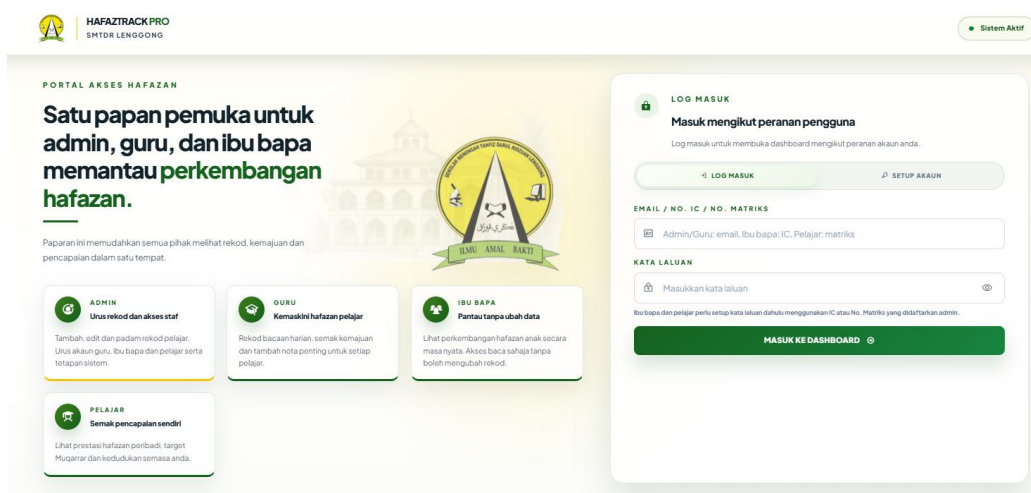 HAFAZTRACK PRO
SMTDR LENGGONG
Sistem Aktif
PORTAL AKSES HAFAZAN
Satu papan pemuka untuk
admin, guru, dan ibu bapa
memantau perkembangan
hafazan.
Paparan ini memudahkan semua pihak melihat rekod, kemajuan dan
pencapaian dalam satu tempat.
SEKOLAH MENENGAH TAHFIZ DARUL RIDZUAN LENGGONG
ILMU AMAL BAKTI
ADMIN
Urus rekod dan akses staf
Tambah, edit dan padam rekod pelajar.
Urus akaun guru, ibu bapa dan pelajar serta
tetapan sistem.
GURU
Kemaskini hafazan pelajar
Rekod bacaan harian, semak kemajuan
dan tambah nota penting untuk setiap
pelajar.
IBU BAPA
Pantau tanpa ubah data
Lihat perkembangan hafazan anak secara
masa nyata. Akses baca sahaja tanpa
boleh mengubah rekod.
PELAJAR
Semak pencapaian sendiri
Lihat prestasi hafazan peribadi, target
Muqarrar dan kedudukan semasa anda.
LOG MASUK
Masuk mengikut peranan pengguna
Log masuk untuk membuka dashboard mengikut peranan akaun anda.
LOG MASUK
SETUP AKAUN
EMAIL / NO. IC / NO. MATRIKS
Admin/Guru: email, Ibu bapa: IC, Pelajar: matriks
KATA LALUAN
Masukkan kata laluan
Ibu bapa dan pelajar perlu setup kata laluan dahulu menggunakan IC atau No. Matriks yang didaftarkan admin.
MASUK KE DASHBOARD